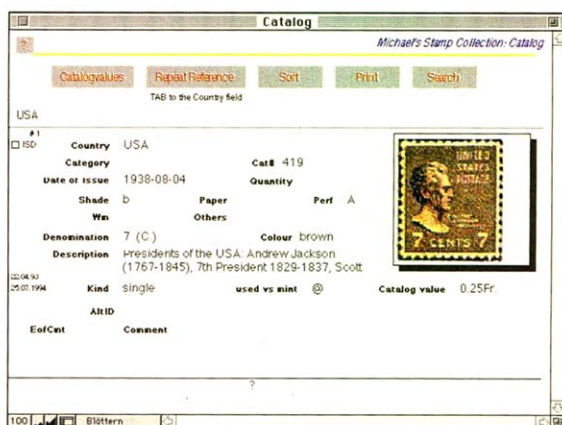 Catalog
?
Michael's Stamp Collection: Catalog
Catalogvalues Repeat Reference Sort Print Search
TAB to the Country field
USA
#1
ISD Country USA
Category Cat# 419
Date of Issue 1938-08-04 Quantity
Shade b Paper Perf A
Wm Others
Denomination 7 (C.) Colour brown
Description Presidents of the USA: Andrew Jackson
(1767-1845), 7th President 1829-1837, Scott
UNITED
STATES
POSTAGE
7 CENTS 7
22.04.93
25.07.1994 Kind single used vs mint @ Catalog value 0.25Fr.
Alt ID
EofCmt Comment
?
100 Blättern